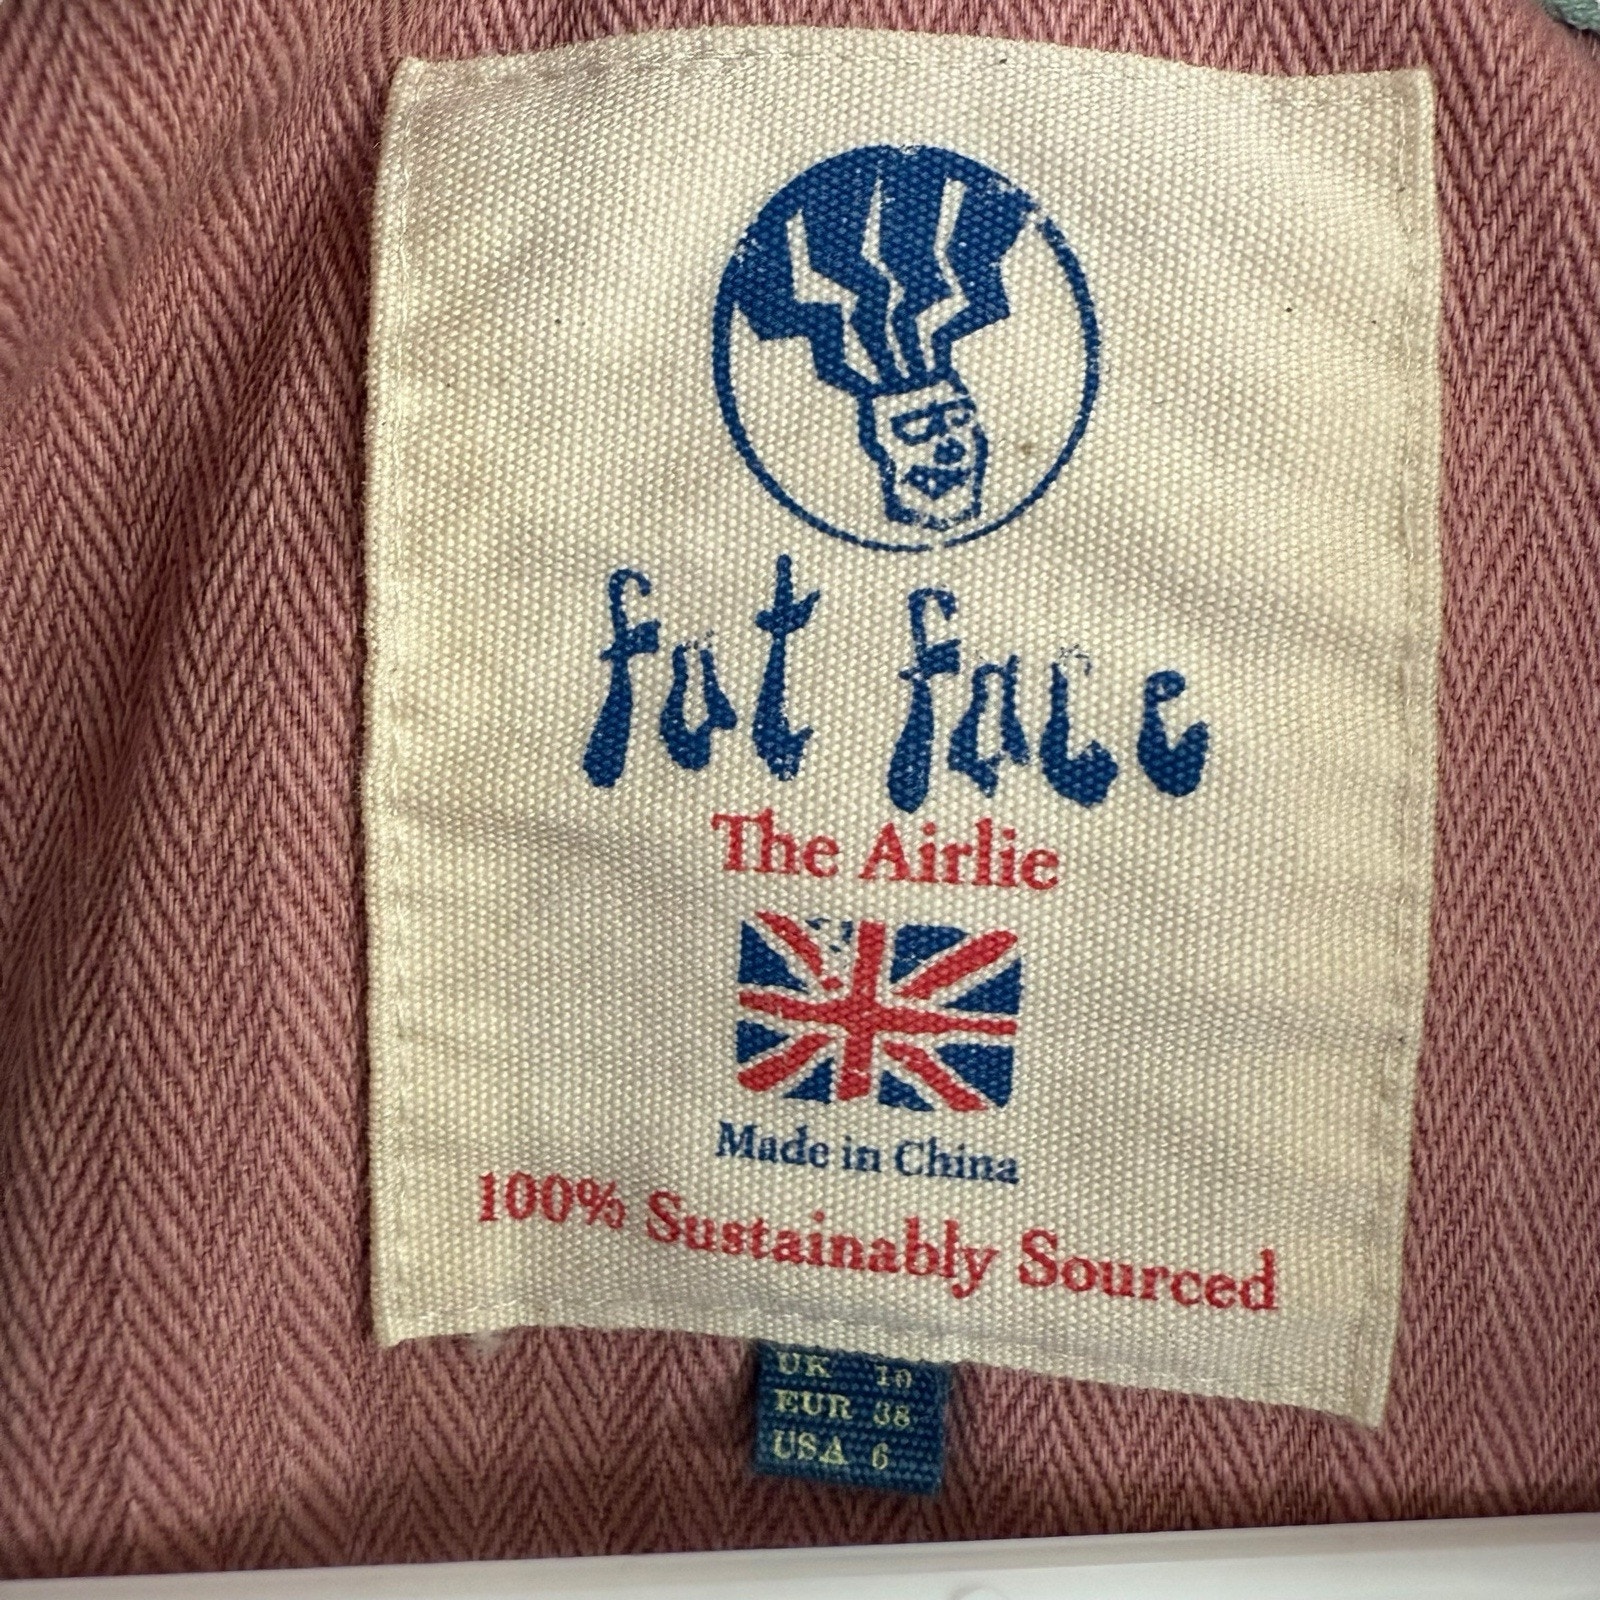 fat face
The Airlie
Made in China
100% Sustainably Sourced
UK 10
EUR 38
USA 6